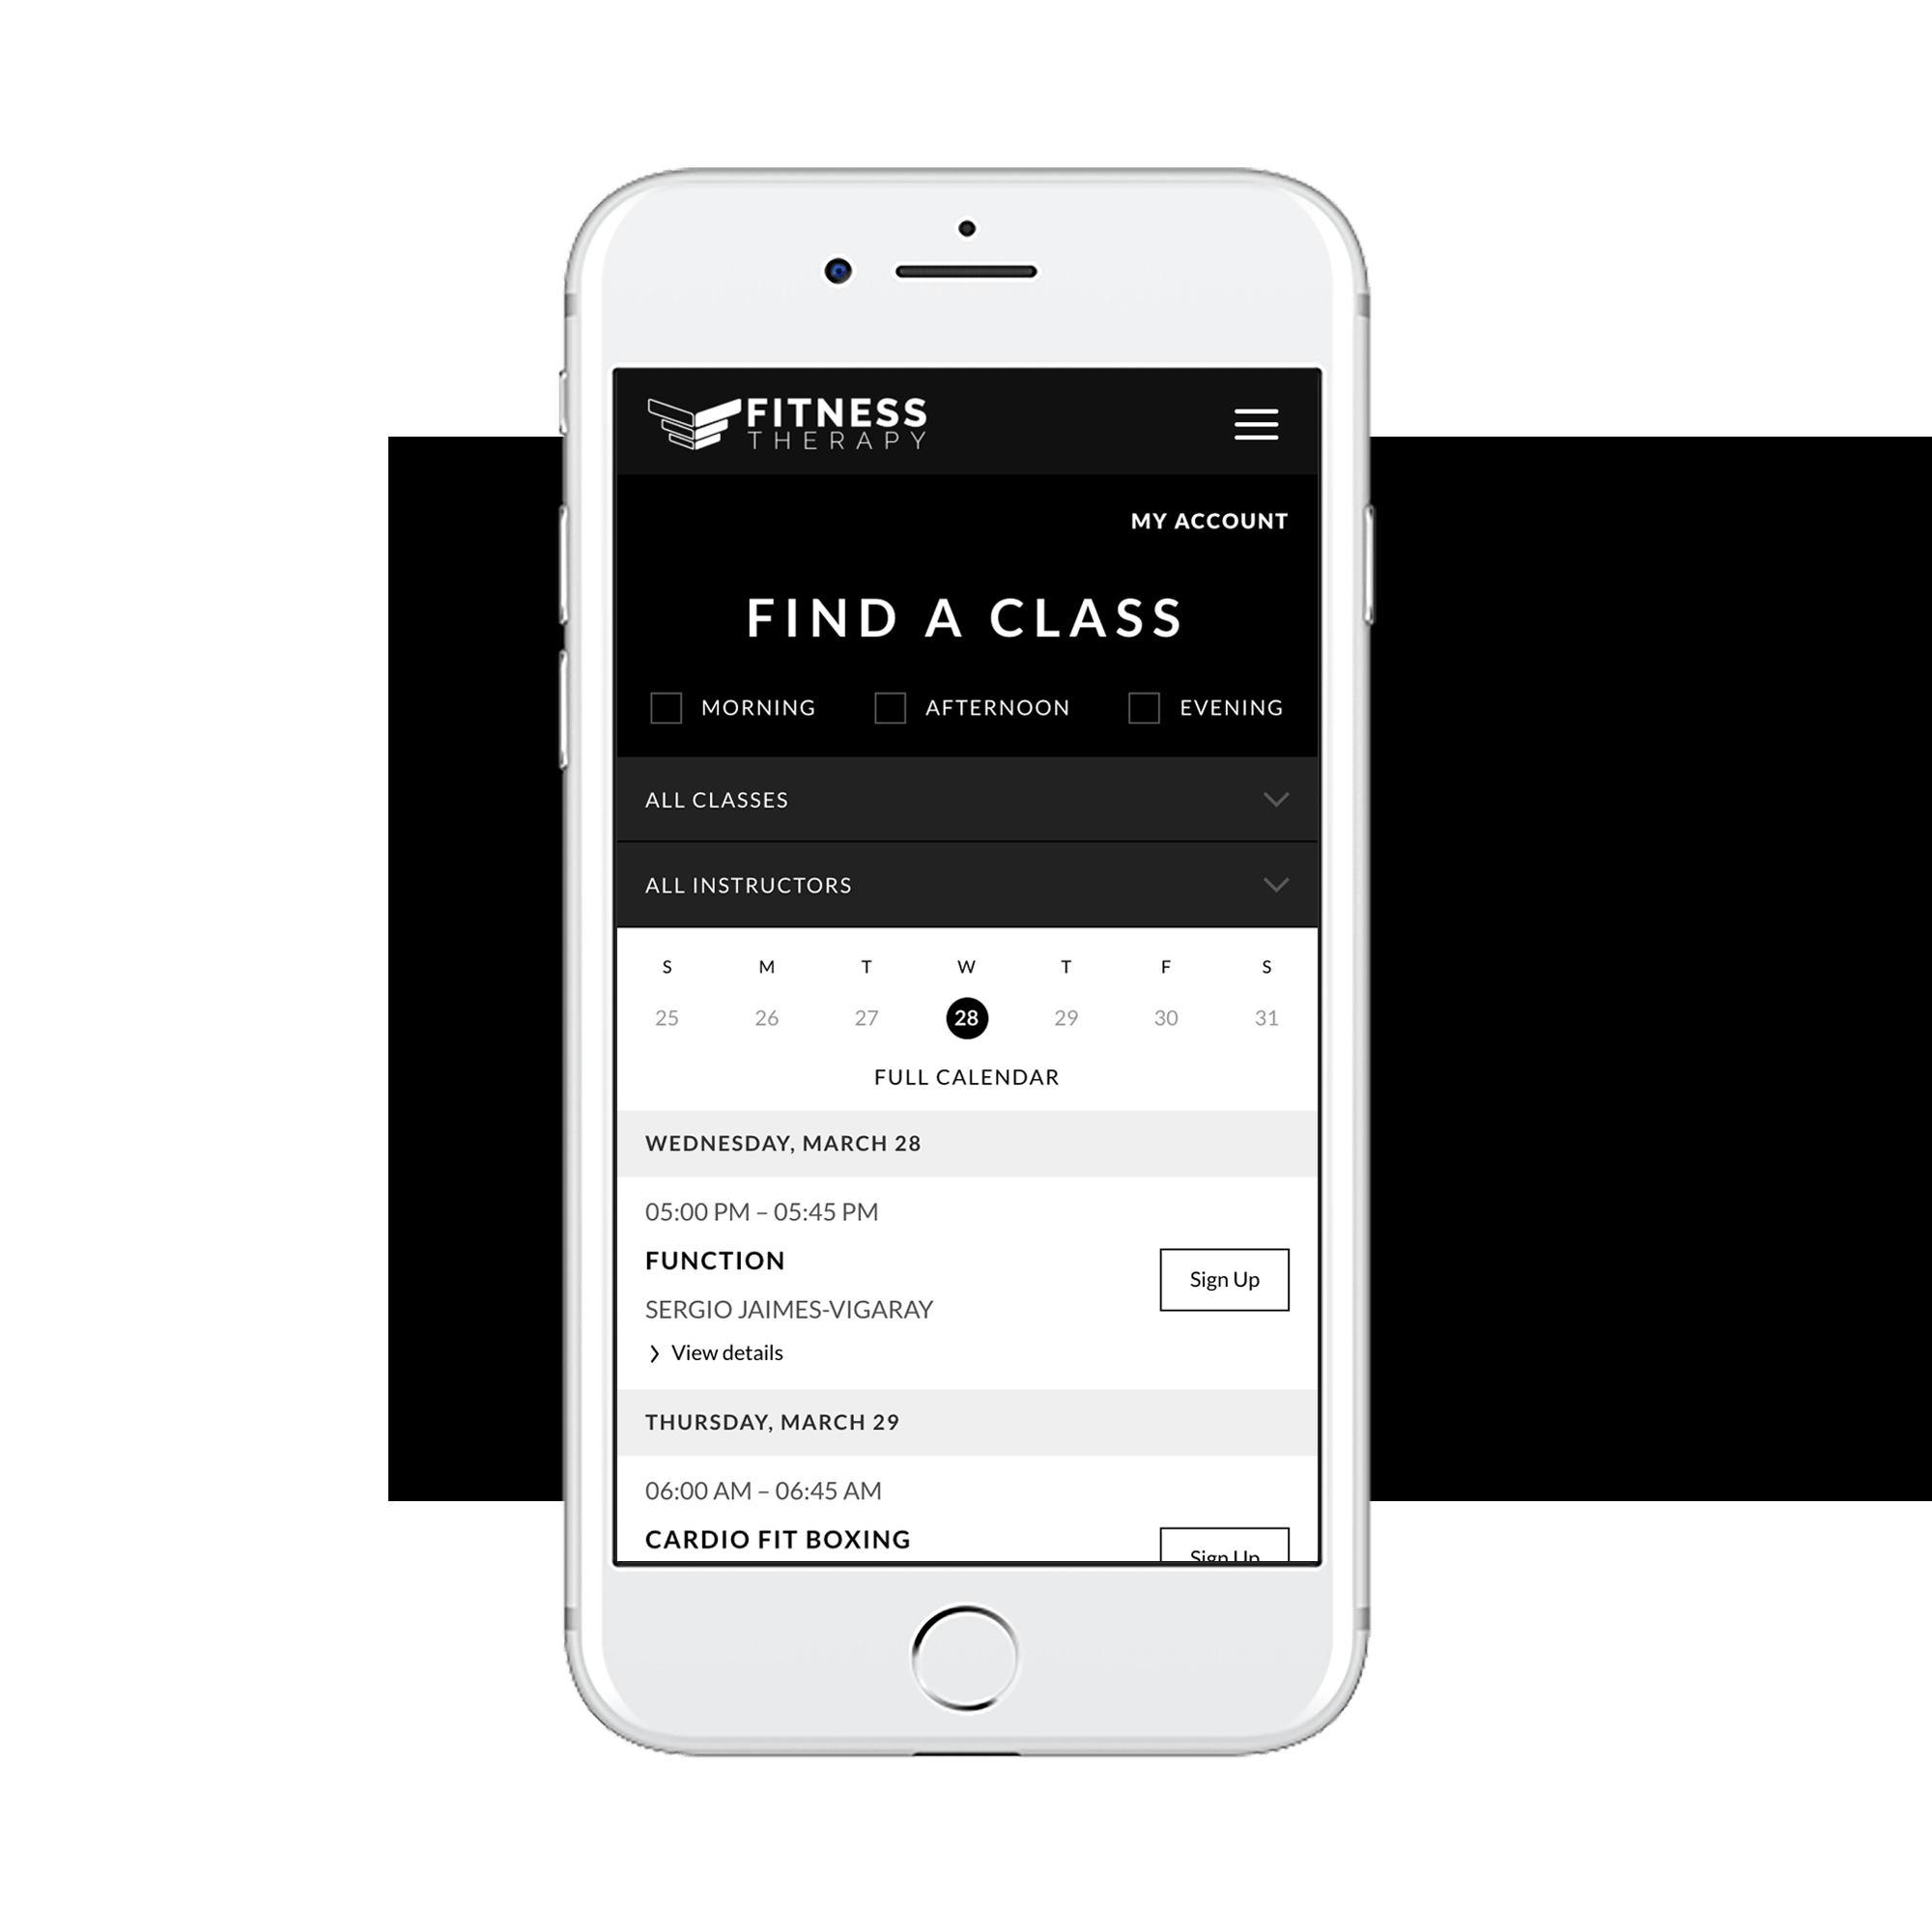 FITNESS
THERAPY
MY ACCOUNT
FIND A CLASS
MORNING AFTERNOON EVENING
ALL CLASSES
ALL INSTRUCTORS
S M T W T F S
25 26 27 28 29 30 31
FULL CALENDAR
WEDNESDAY, MARCH 28
05:00 PM – 05:45 PM
FUNCTION
Sign Up
SERGIO JAIMES-VIGARAY
View details
THURSDAY, MARCH 29
06:00 AM – 06:45 AM
CARDIO FIT BOXING
Sign Up